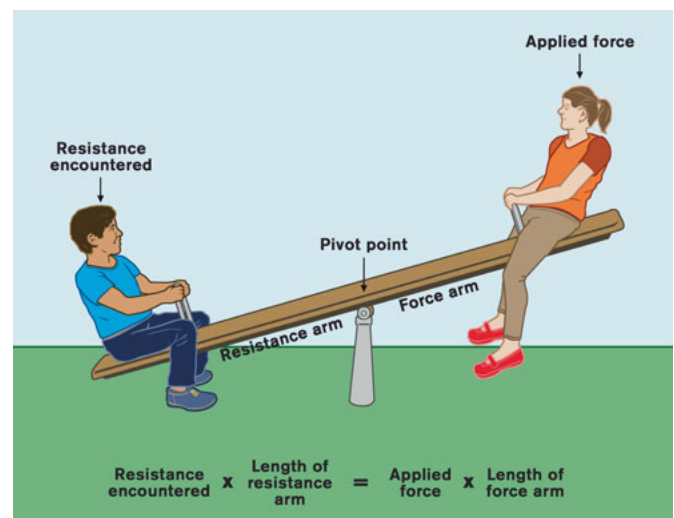 Applied force
Resistance
encountered
Pivot point
Resistance arm
Force arm
Resistance
encountered
x
Length of
resistance
arm
=
Applied
force
x
Length of
force arm